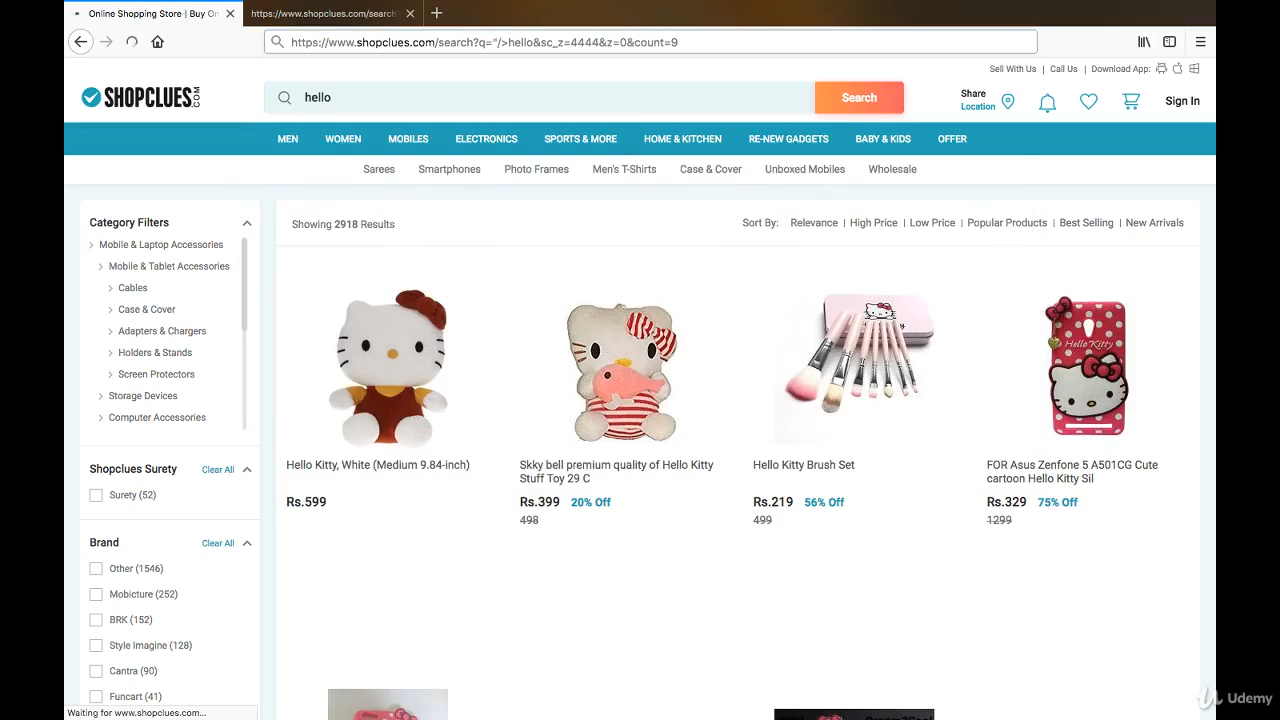 Online Shopping Store | Buy On
https://www.shopclues.com/search?
https://www.shopclues.com/search?q="/>hello&sc_z=4444&z=0&count=9
Sell With Us | Call Us | Download App:
SHOPCLUES.COM
hello
Search
Share
Location
Sign In
MEN WOMEN MOBILES ELECTRONICS SPORTS & MORE HOME & KITCHEN RE-NEW GADGETS BABY & KIDS OFFER
Sarees Smartphones Photo Frames Men's T-Shirts Case & Cover Unboxed Mobiles Wholesale
Category Filters
Mobile & Laptop Accessories
Mobile & Tablet Accessories
Cables
Case & Cover
Adapters & Chargers
Holders & Stands
Screen Protectors
Storage Devices
Computer Accessories
Shopclues Surety Clear All
Surety (52)
Brand Clear All
Other (1546)
Mobicture (252)
BRK (152)
Style Imagine (128)
Cantra (90)
Funcart (41)
Showing 2918 Results
Sort By: Relevance | High Price | Low Price | Popular Products | Best Selling | New Arrivals
Hello Kitty, White (Medium 9.84-inch)
Rs.599
Skky bell premium quality of Hello Kitty
Stuff Toy 29 C
Rs.399 20% Off
498
Hello Kitty Brush Set
Rs.219 56% Off
499
Hello Kitty
FOR Asus Zenfone 5 A501CG Cute
cartoon Hello Kitty Sil
Rs.329 75% Off
1299
Waiting for www.shopclues.com...
Udemy